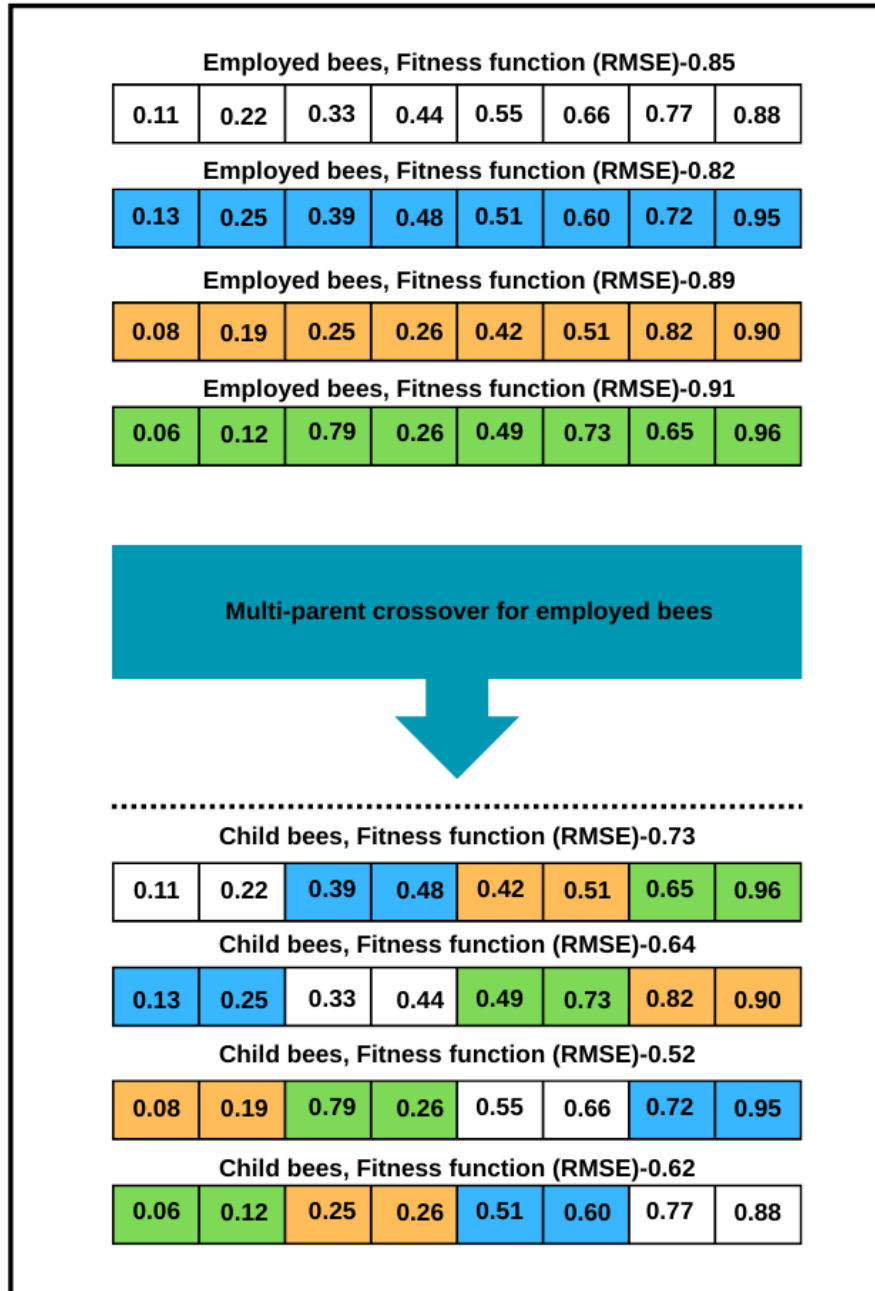 Employed bees, Fitness function (RMSE)-0.85
0.11 0.22 0.33 0.44 0.55 0.66 0.77 0.88
Employed bees, Fitness function (RMSE)-0.82
0.13 0.25 0.39 0.48 0.51 0.60 0.72 0.95
Employed bees, Fitness function (RMSE)-0.89
0.08 0.19 0.25 0.26 0.42 0.51 0.82 0.90
Employed bees, Fitness function (RMSE)-0.91
0.06 0.12 0.79 0.26 0.49 0.73 0.65 0.96
Multi-parent crossover for employed bees
Child bees, Fitness function (RMSE)-0.73
0.11 0.22 0.39 0.48 0.42 0.51 0.65 0.96
Child bees, Fitness function (RMSE)-0.64
0.13 0.25 0.33 0.44 0.49 0.73 0.82 0.90
Child bees, Fitness function (RMSE)-0.52
0.08 0.19 0.79 0.26 0.55 0.66 0.72 0.95
Child bees, Fitness function (RMSE)-0.62
0.06 0.12 0.25 0.26 0.51 0.60 0.77 0.88